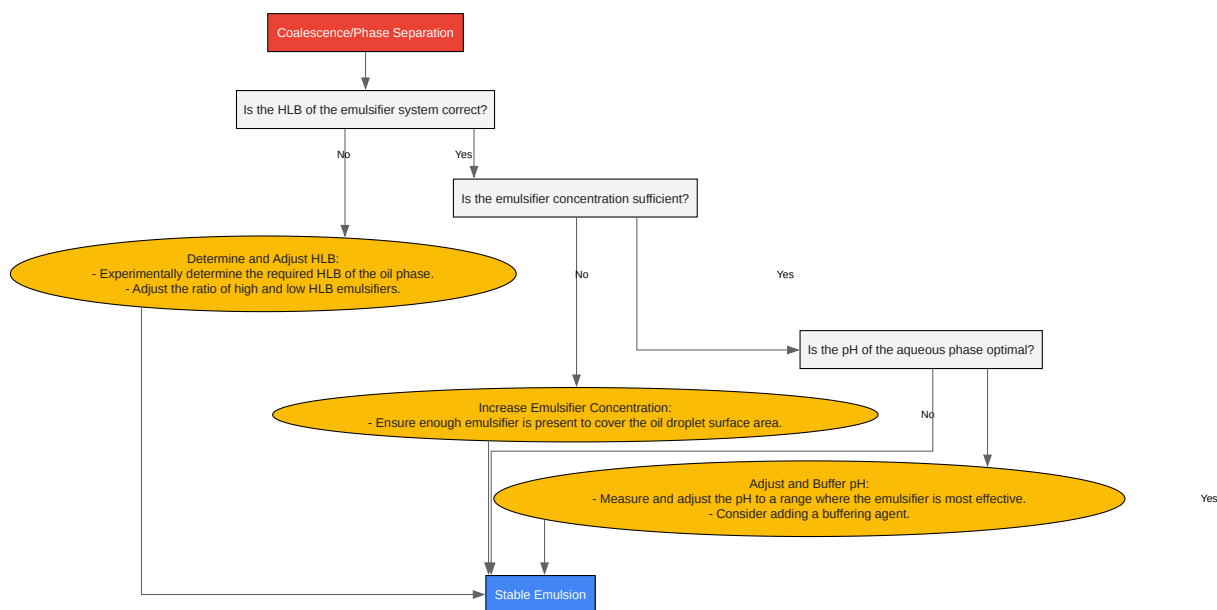 Coalescence/Phase Separation
Is the HLB of the emulsifier system correct?
No
Yes
Is the emulsifier concentration sufficient?
Determine and Adjust HLB:
- Experimentally determine the required HLB of the oil phase.
- Adjust the ratio of high and low HLB emulsifiers.
No
Yes
Is the pH of the aqueous phase optimal?
Increase Emulsifier Concentration:
- Ensure enough emulsifier is present to cover the oil droplet surface area.
No
Adjust and Buffer pH:
- Measure and adjust the pH to a range where the emulsifier is most effective.
- Consider adding a buffering agent.
Yes
Stable Emulsion